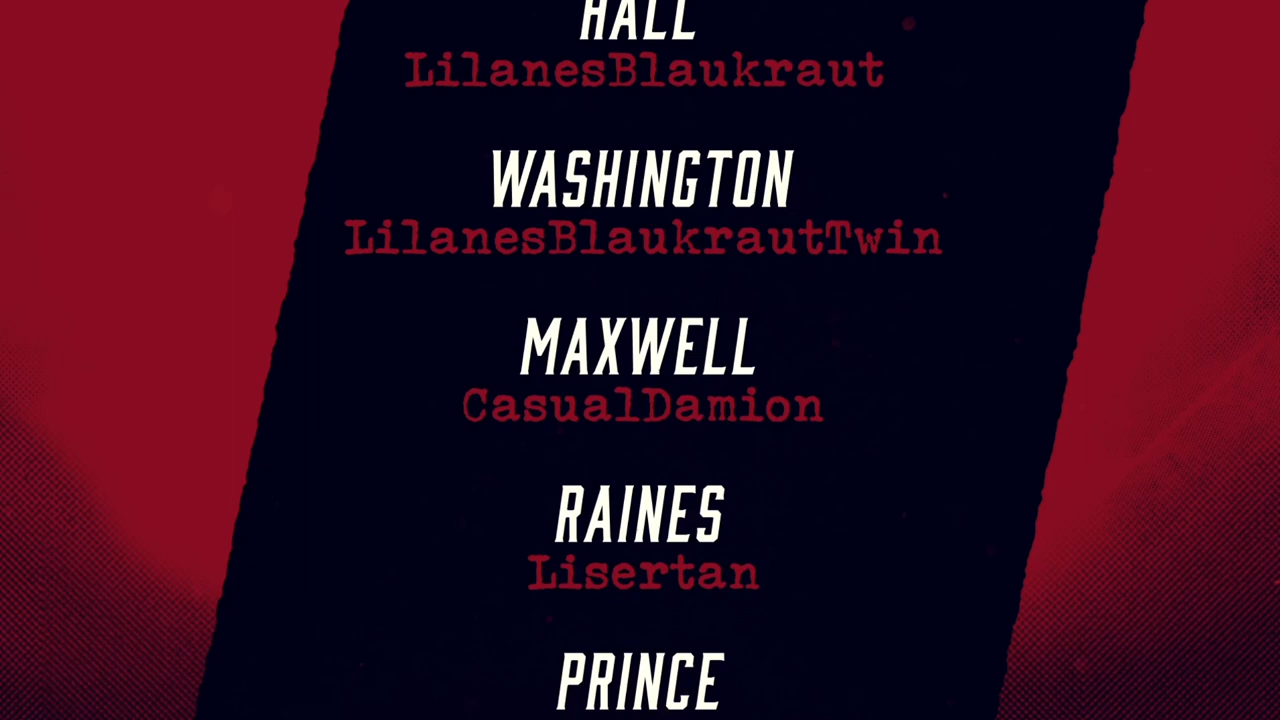 HALL
LilanesBlaukraut
WASHINGTON
LilanesBlaukrautTwin
MAXWELL
CasualDamion
RAINES
Lisertan
PRINCE